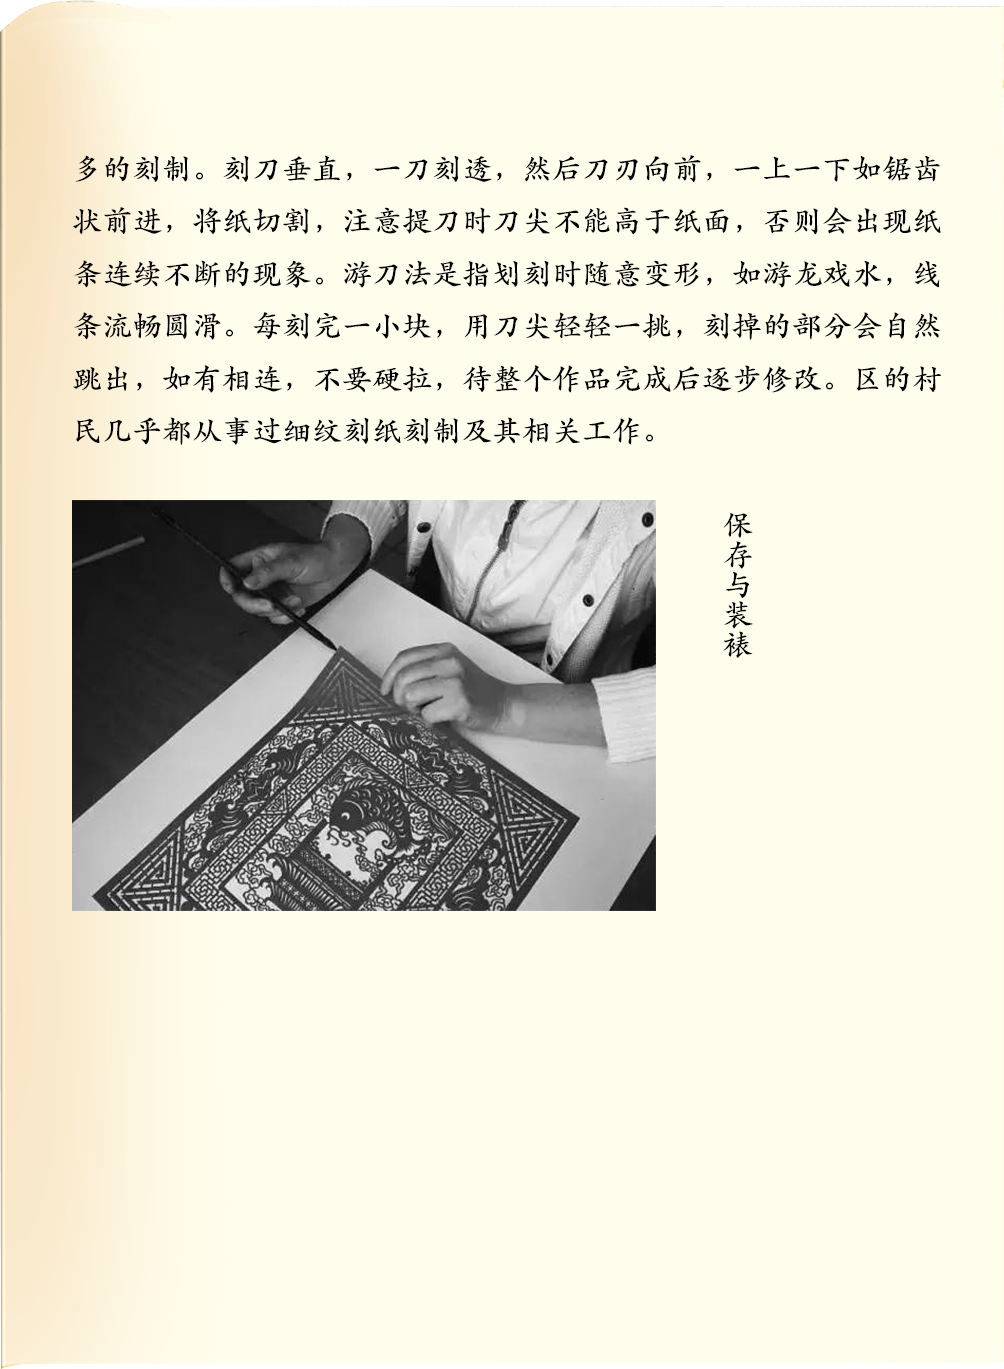 多的刻制。刻刀垂直，一刀刻透，然后刀刃向前，一上一下如锯齿
状前进，将纸切割，注意提刀时刀尖不能高于纸面，否则会出现纸
条连续不断的现象。游刀法是指划刻时随意变形，如游龙戏水，线
条流畅圆滑。每刻完一小块，用刀尖轻轻一挑，刻掉的部分会自然
跳出，如有相连，不要硬拉，待整个作品完成后逐步修改。区的村
民几乎都从事过细纹刻纸刻制及其相关工作。
保存与装裱